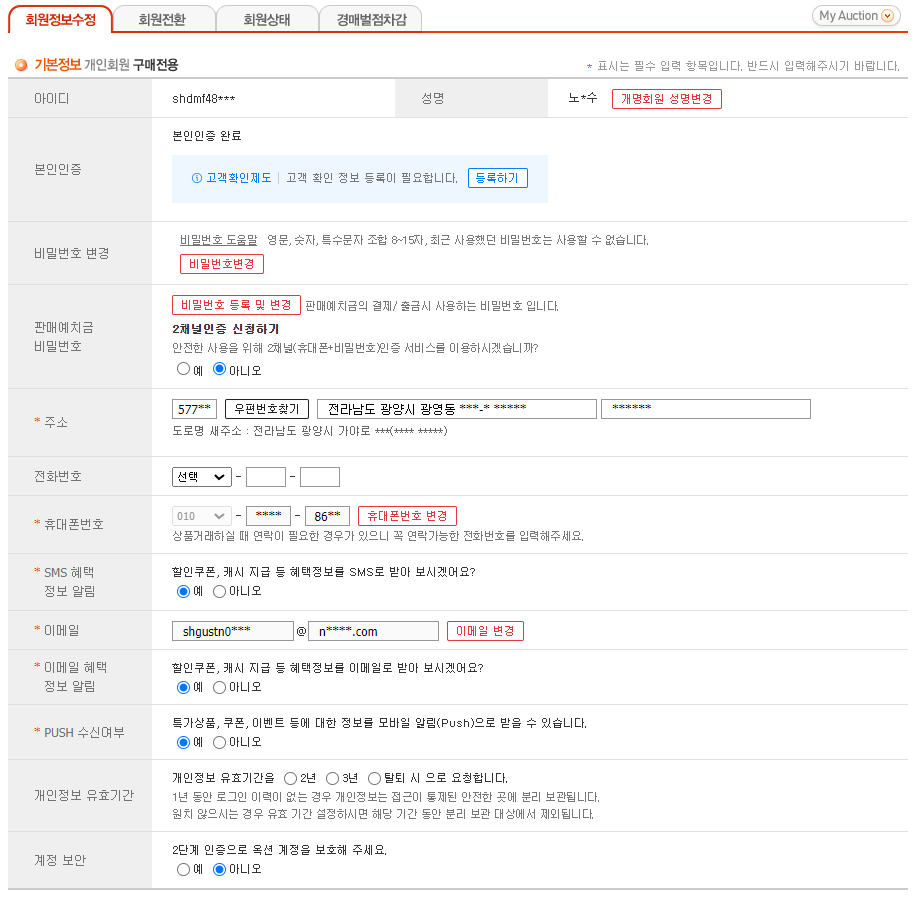 회원정보수정 회원전환 회원상태 경매벌점차감 My Auction
기본정보 개인회원 구매전용 * 표시는 필수 입력 항목입니다. 반드시 입력해주시기 바랍니다.
아이디 shdmf48*** 성명 노*수 개명회원 성명변경
본인인증 완료
본인인증
고객확인제도 고객 확인 정보 등록이 필요합니다. 등록하기
비밀번호 도움말 영문, 숫자, 특수문자 조합 8~15자, 최근 사용했던 비밀번호는 사용할 수 없습니다.
비밀번호 변경
비밀번호변경
비밀번호 등록 및 변경 판매예치금의 결제/ 출금시 사용하는 비밀번호 입니다.
판매예치금 2채널인증 신청하기
비밀번호 안전한 사용을 위해 2채널(휴대폰+비밀번호)인증 서비스를 이용하시겠습니까?
예 아니오
577** 우편번호찾기 전라남도 광양시 광영동 ***-* ***** ******
* 주소
도로명 새주소 : 전라남도 광양시 가야로 ***(**** *****)
전화번호 선택 - -
* 휴대폰번호 010 - **** - 86** 휴대폰번호 변경
상품거래하실 때 연락이 필요한 경우가 있으니 꼭 연락가능한 전화번호를 입력해주세요.
* SMS 혜택 할인쿠폰, 캐시 지급 등 혜택정보를 SMS로 받아 보시겠어요?
정보 알림 예 아니오
* 이메일 shgustn0*** @ n****.com 이메일 변경
* 이메일 혜택 할인쿠폰, 캐시 지급 등 혜택정보를 이메일로 받아 보시겠어요?
정보 알림 예 아니오
특가상품, 쿠폰, 이벤트 등에 대한 정보를 모바일 알림(Push)으로 받을 수 있습니다.
* PUSH 수신여부
예 아니오
개인정보 유효기간을 2년 3년 탈퇴 시 으로 요청합니다.
개인정보 유효기간 1년 동안 로그인 이력이 없는 경우 개인정보는 접근이 통제된 안전한 곳에 분리 보관됩니다.
원치 않으시는 경우 유효 기간 설정하시면 해당 기간 동안 분리 보관 대상에서 제외됩니다.
2단계 인증으로 옥션 계정을 보호해 주세요.
계정 보안
예 아니오